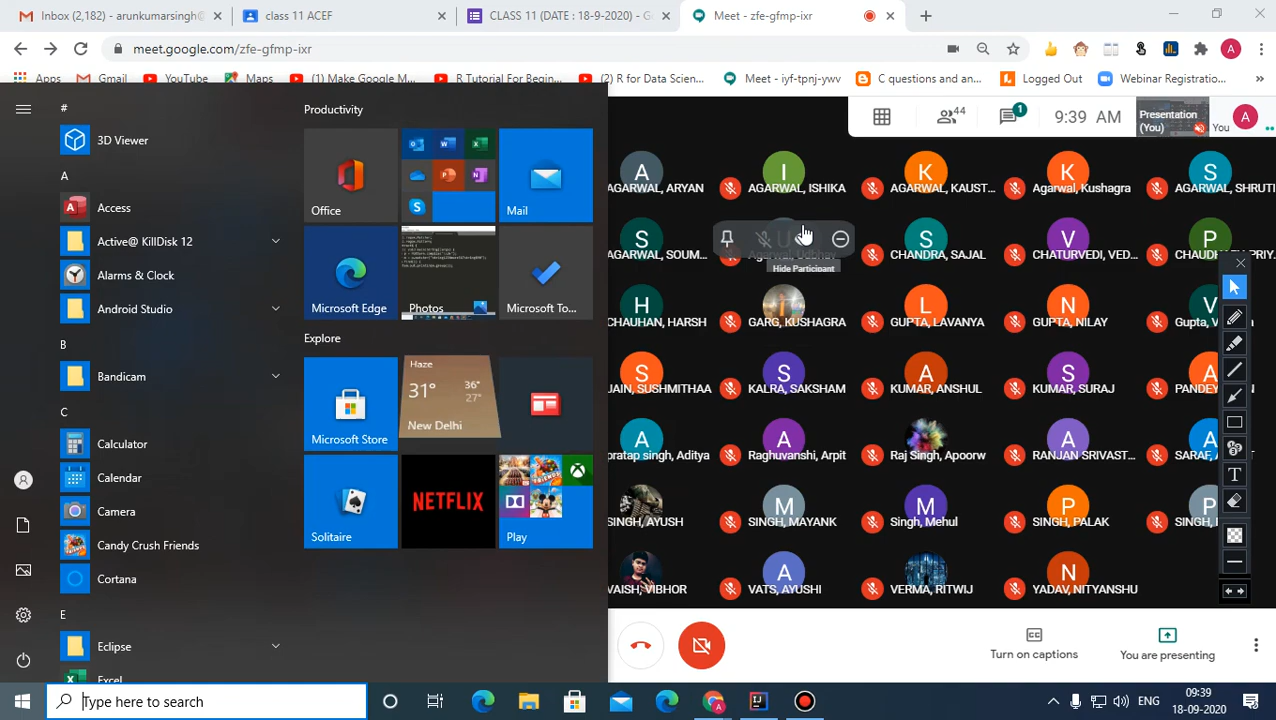 Inbox (2,182) - arunkumarsingh@
class 11 ACEF
CLASS 11 (DATE : 18-9-2020) - G
Meet - zfe-gfmp-ixr
meet.google.com/zfe-gfmp-ixr
A
Apps
Gmail
YouTube
Maps
(1) Make Google M...
R Tutorial For Begin...
(2) R for Data Scien...
Meet - iyf-tpnj-ywv
C questions and an...
Logged Out
Webinar Registratio...
»
44
1
9:39 AM
Presentation
(You)
You
A
#
3D Viewer
A
Access
Active@ KillDisk 12
Alarms & Clock
Android Studio
B
Bandicam
C
Calculator
Calendar
Camera
Candy Crush Friends
Cortana
E
Eclipse
Excel
Productivity
Office
Mail
Microsoft Edge
Photos
Microsoft To...
Explore
Microsoft Store
Haze
31°
36°
27°
New Delhi
Solitaire
NETFLIX
Play
A
AGARWAL, ARYAN
I
AGARWAL, ISHIKA
K
AGARWAL, KAUST...
K
Agarwal, Kushagra
S
AGARWAL, SHRUTI
S
AGARWAL, SOUM...
Hide Participant
S
CHANDRA, SAKAL
V
CHATURVEDI, VED...
P
CHAUDH
H
CHAUHAN, HARSH
GARG, KUSHAGRA
L
GUPTA, LAVANYA
N
GUPTA, NILAY
V
Gupta, V
S
JAIN, SUSHMITHAA
S
KALRA, SAKSHAM
A
KUMAR, ANSHUL
S
KUMAR, SURAJ
A
PANDEY
A
pratap singh, Aditya
A
Raghuvanshi, Arpit
Raj Singh, Apoorw
A
RANJAN SRIVAST...
A
SARAF, A
SINGH, AYUSH
M
SINGH, MAYANK
M
Singh, Mehul
P
SINGH, PALAK
P
SINGH, P
VAISH, VIBHOR
A
VATS, AVUSHI
VERMA, RITWIJ
N
YADAV, NITYANSHU
T
Turn on captions
You are presenting
Type here to search
ENG
09:39
18-09-2020